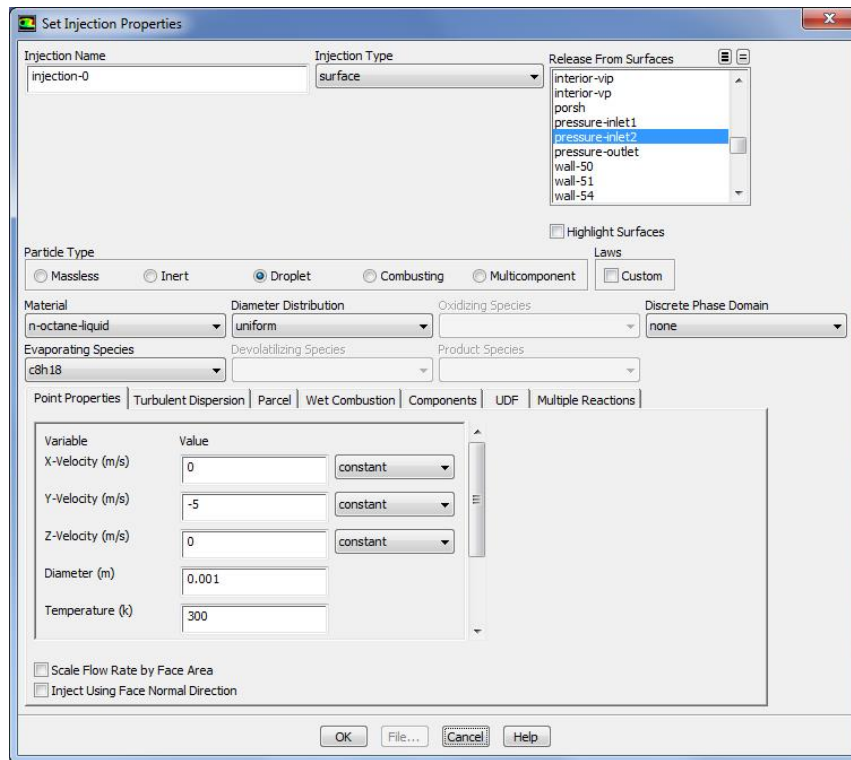 Set Injection Properties
Injection Name
Injection Type
Release From Surfaces
injection-0
surface
interior-vip
interior-vp
porsh
pressure-inlet1
pressure-inlet2
pressure-outlet
wall-50
wall-51
wall-54
Highlight Surfaces
Particle Type
Laws
Massless Inert Droplet Combusting Multicomponent Custom
Material Diameter Distribution Oxidizing Species Discrete Phase Domain
n-octane-liquid uniform none
Evaporating Species Devolatilizing Species Product Species
c8h18
Point Properties Turbulent Dispersion Parcel Wet Combustion Components UDF Multiple Reactions
Variable Value
X-Velocity (m/s) 0 constant
Y-Velocity (m/s) -5 constant
Z-Velocity (m/s) 0 constant
Diameter (m) 0.001
Temperature (k) 300
Scale Flow Rate by Face Area
Inject Using Face Normal Direction
OK File... Cancel Help